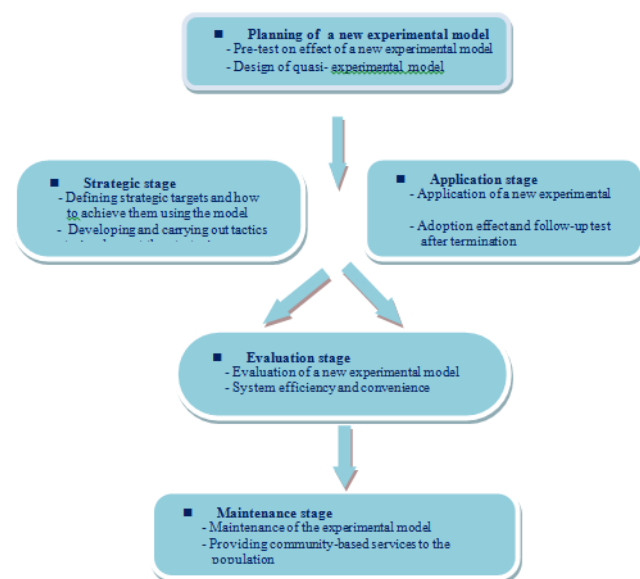 ■ Planning of a new experimental model
- Pre-test on effect of a new experimental model
- Design of quasi- experimental model
■ Strategic stage
- Defining strategic targets and how
to achieve them using the model
- Developing and carrying out tactics
■ Application stage
- Application of a new experimental
- Adoption effect and follow-up test
after termination
■ Evaluation stage
- Evaluation of a new experimental model
- System efficiency and convenience
■ Maintenance stage
- Maintenance of the experimental model
- Providing community-based services to the
population